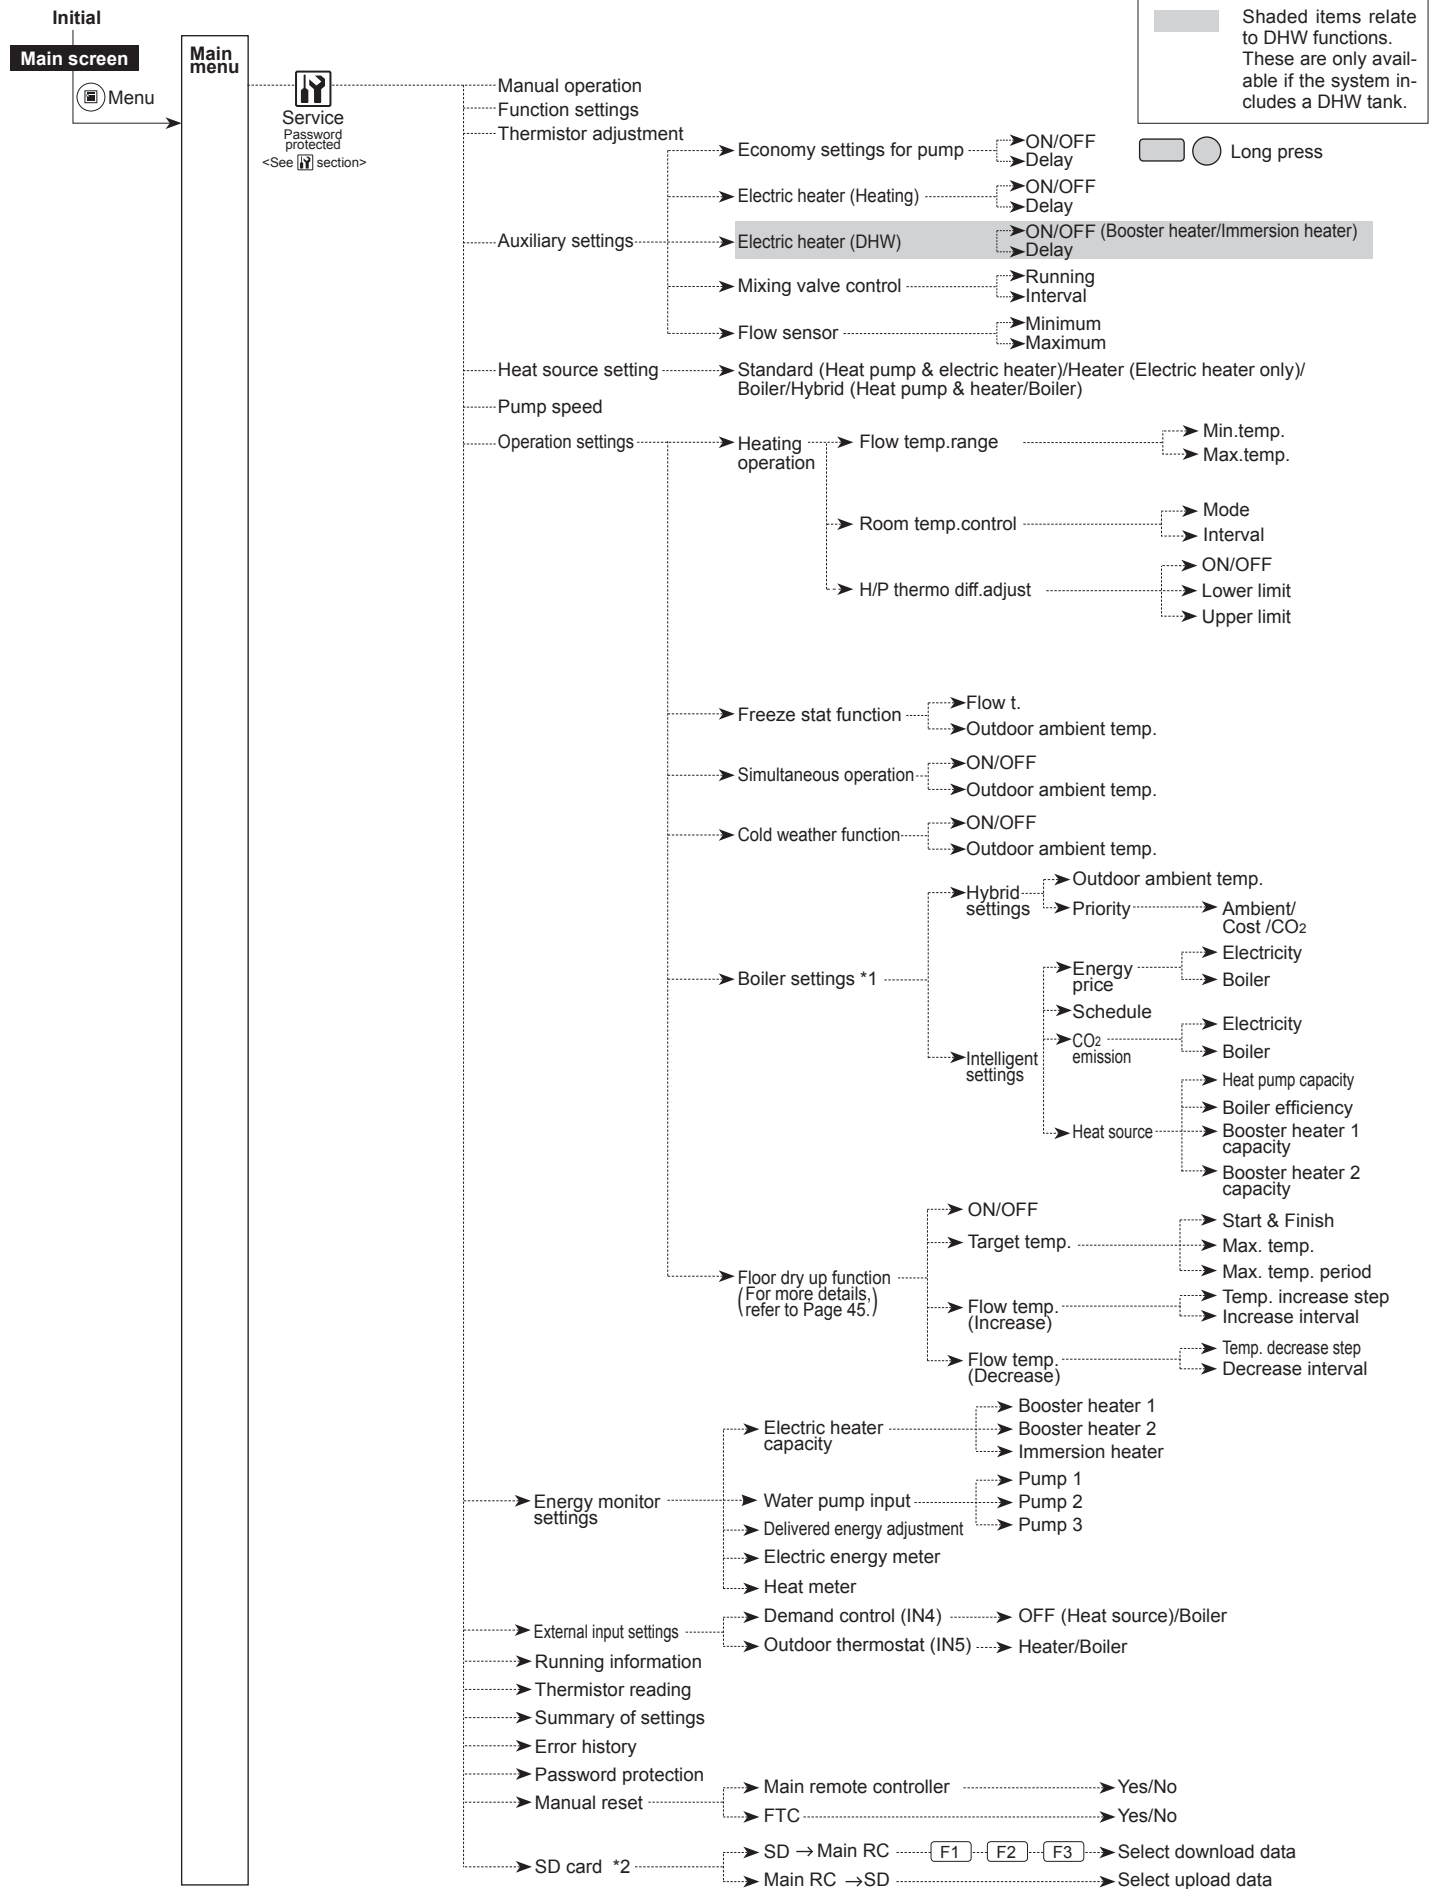 Initial
Main screen
Menu
Main
menu
Service
Password
protected
<See section>
Shaded items relate
to DHW functions.
These are only avail-
able if the system in-
cludes a DHW tank.
Long press
Manual operation
Function settings
Thermistor adjustment
Auxiliary settings
Economy settings for pump
ON/OFF
Delay
Electric heater (Heating)
ON/OFF
Delay
Electric heater (DHW)
ON/OFF (Booster heater/Immersion heater)
Delay
Mixing valve control
Running
Interval
Flow sensor
Minimum
Maximum
Heat source setting
Standard (Heat pump & electric heater)/Heater (Electric heater only)/
Boiler/Hybrid (Heat pump & heater/Boiler)
Pump speed
Operation settings
Heating
operation
Flow temp.range
Min.temp.
Max.temp.
Room temp.control
Mode
Interval
H/P thermo diff.adjust
ON/OFF
Lower limit
Upper limit
Freeze stat function
Flow t.
Outdoor ambient temp.
Simultaneous operation
ON/OFF
Outdoor ambient temp.
Cold weather function
ON/OFF
Outdoor ambient temp.
Boiler settings *1
Hybrid
settings
Outdoor ambient temp.
Priority
Ambient/
Cost /CO2
Intelligent
settings
Energy
price
Electricity
Boiler
Schedule
CO2
emission
Electricity
Boiler
Heat source
Heat pump capacity
Boiler efficiency
Booster heater 1
capacity
Booster heater 2
capacity
Floor dry up function
(For more details,
refer to Page 45.)
ON/OFF
Target temp.
Start & Finish
Max. temp.
Max. temp. period
Flow temp.
(Increase)
Temp. increase step
Increase interval
Flow temp.
(Decrease)
Temp. decrease step
Decrease interval
Energy monitor
settings
Electric heater
capacity
Booster heater 1
Booster heater 2
Immersion heater
Water pump input
Pump 1
Pump 2
Pump 3
Delivered energy adjustment
Electric energy meter
Heat meter
External input settings
Demand control (IN4)
OFF (Heat source)/Boiler
Outdoor thermostat (IN5)
Heater/Boiler
Running information
Thermistor reading
Summary of settings
Error history
Password protection
Manual reset
Main remote controller
Yes/No
FTC
Yes/No
SD card *2
SD → Main RC
F1
F2
F3
Select download data
Main RC → SD
Select upload data